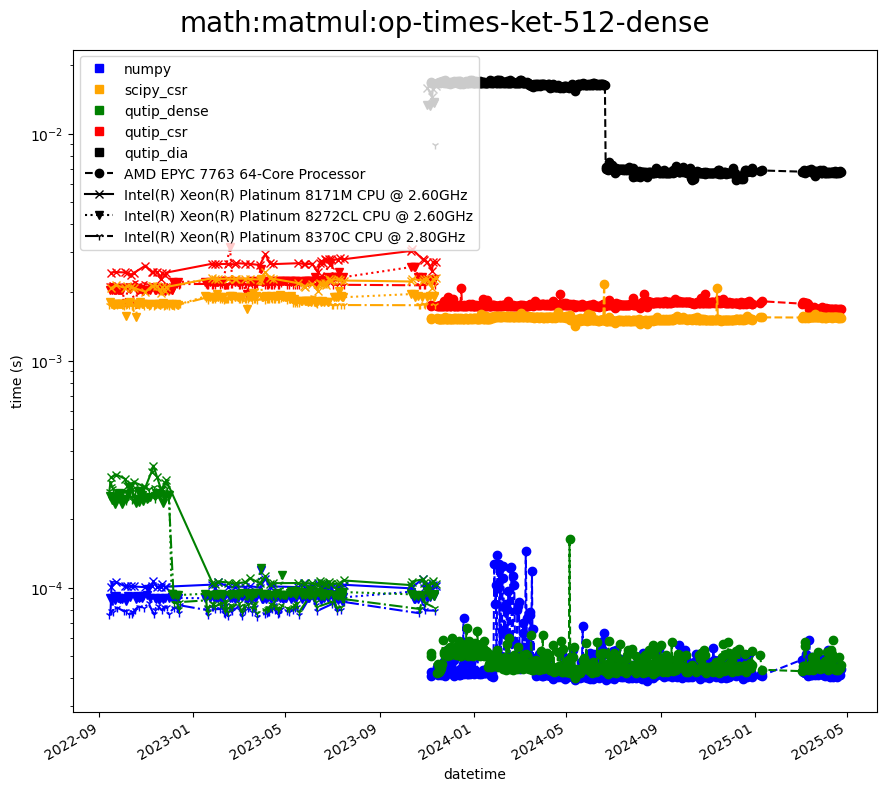 math:matmul:op-times-ket-512-dense
numpy
scipy_csr
qutip_dense
qutip_csr
qutip_dia
AMD EPYC 7763 64-Core Processor
Intel(R) Xeon(R) Platinum 8171M CPU @ 2.60GHz
Intel(R) Xeon(R) Platinum 8272CL CPU @ 2.60GHz
Intel(R) Xeon(R) Platinum 8370C CPU @ 2.80GHz
10⁻²
10⁻³
10⁻⁴
time (s)
2022-09
2023-01
2023-05
2023-09
2024-01
2024-05
2024-09
2025-01
2025-05
datetime